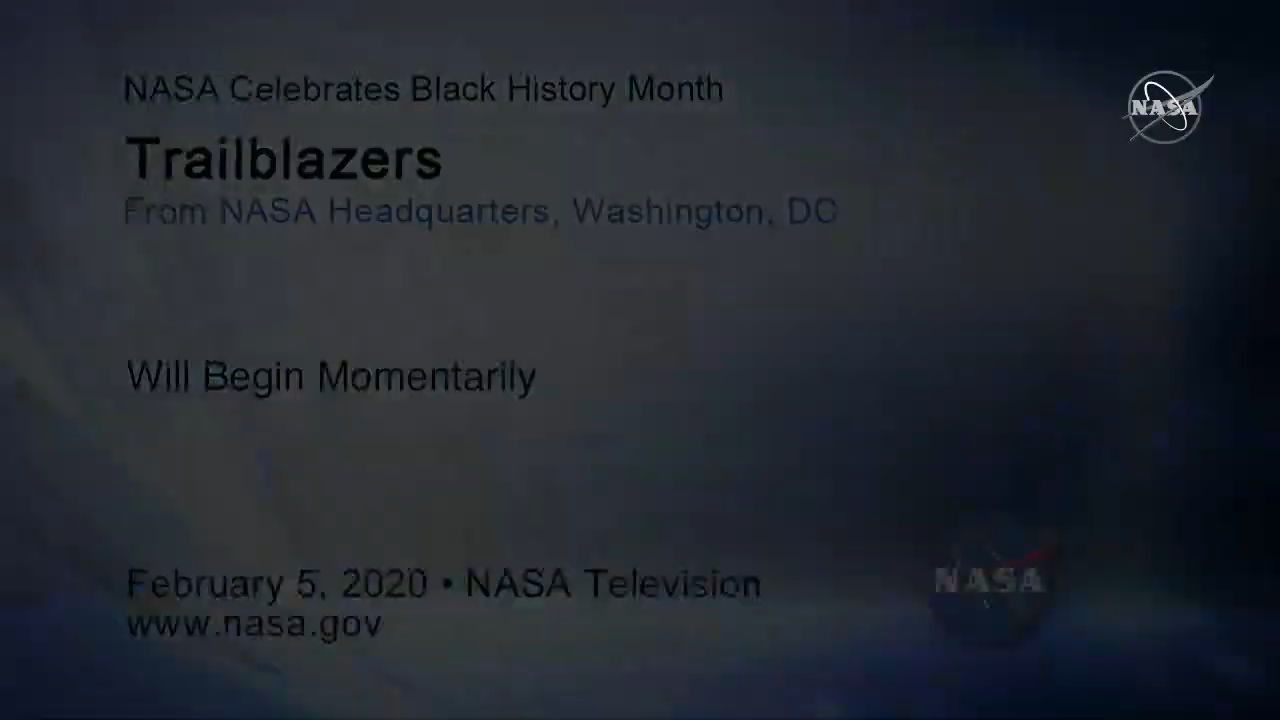 NASA Celebrates Black History Month
NASA
Trailblazers
From NASA Headquarters, Washington, DC
Will Begin Momentarily
February 5, 2020 • NASA Television
NASA
www.nasa.gov